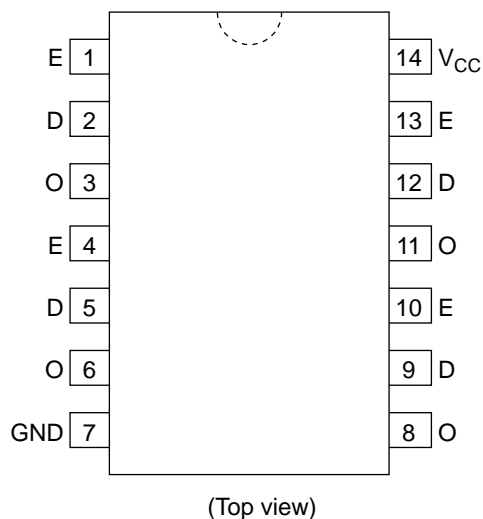 E 1 14 VCC
D 2 13 E
O 3 12 D
E 4 11 O
D 5 10 E
O 6 9 D
GND 7 8 O
(Top view)